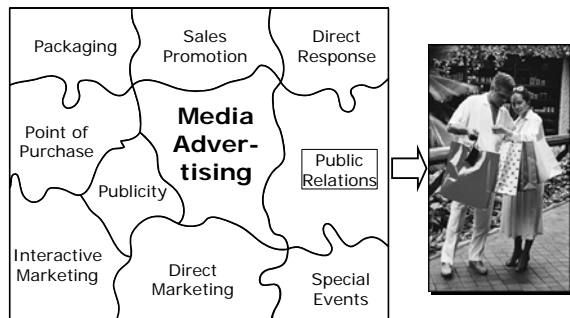 Packaging
Sales
Promotion
Direct
Response
Point of
Purchase
Media
Adver-
tising
Public
Relations
Publicity
Interactive
Marketing
Direct
Marketing
Special
Events